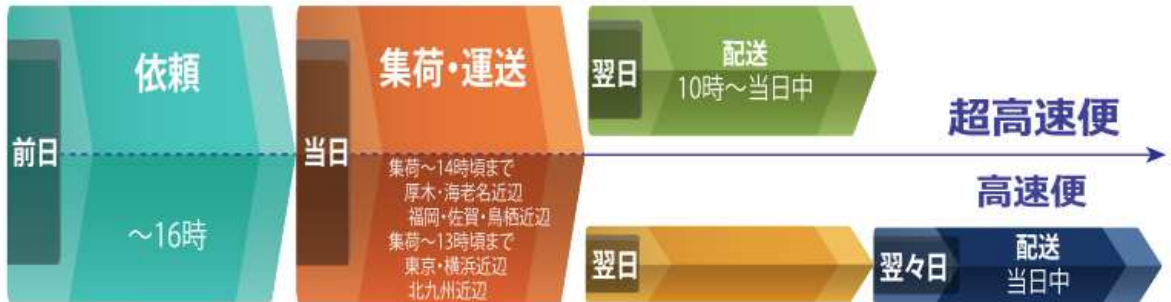 前日
依頼
～16時
当日
集荷・運送
集荷～14時頃まで
厚木・海老名近辺
福岡・佐賀・鳥栖近辺
集荷～13時頃まで
東京・横浜近辺
北九州近辺
翌日
配送
10時～当日中
超高速便
高速便
翌日
翌々日
配送
当日中